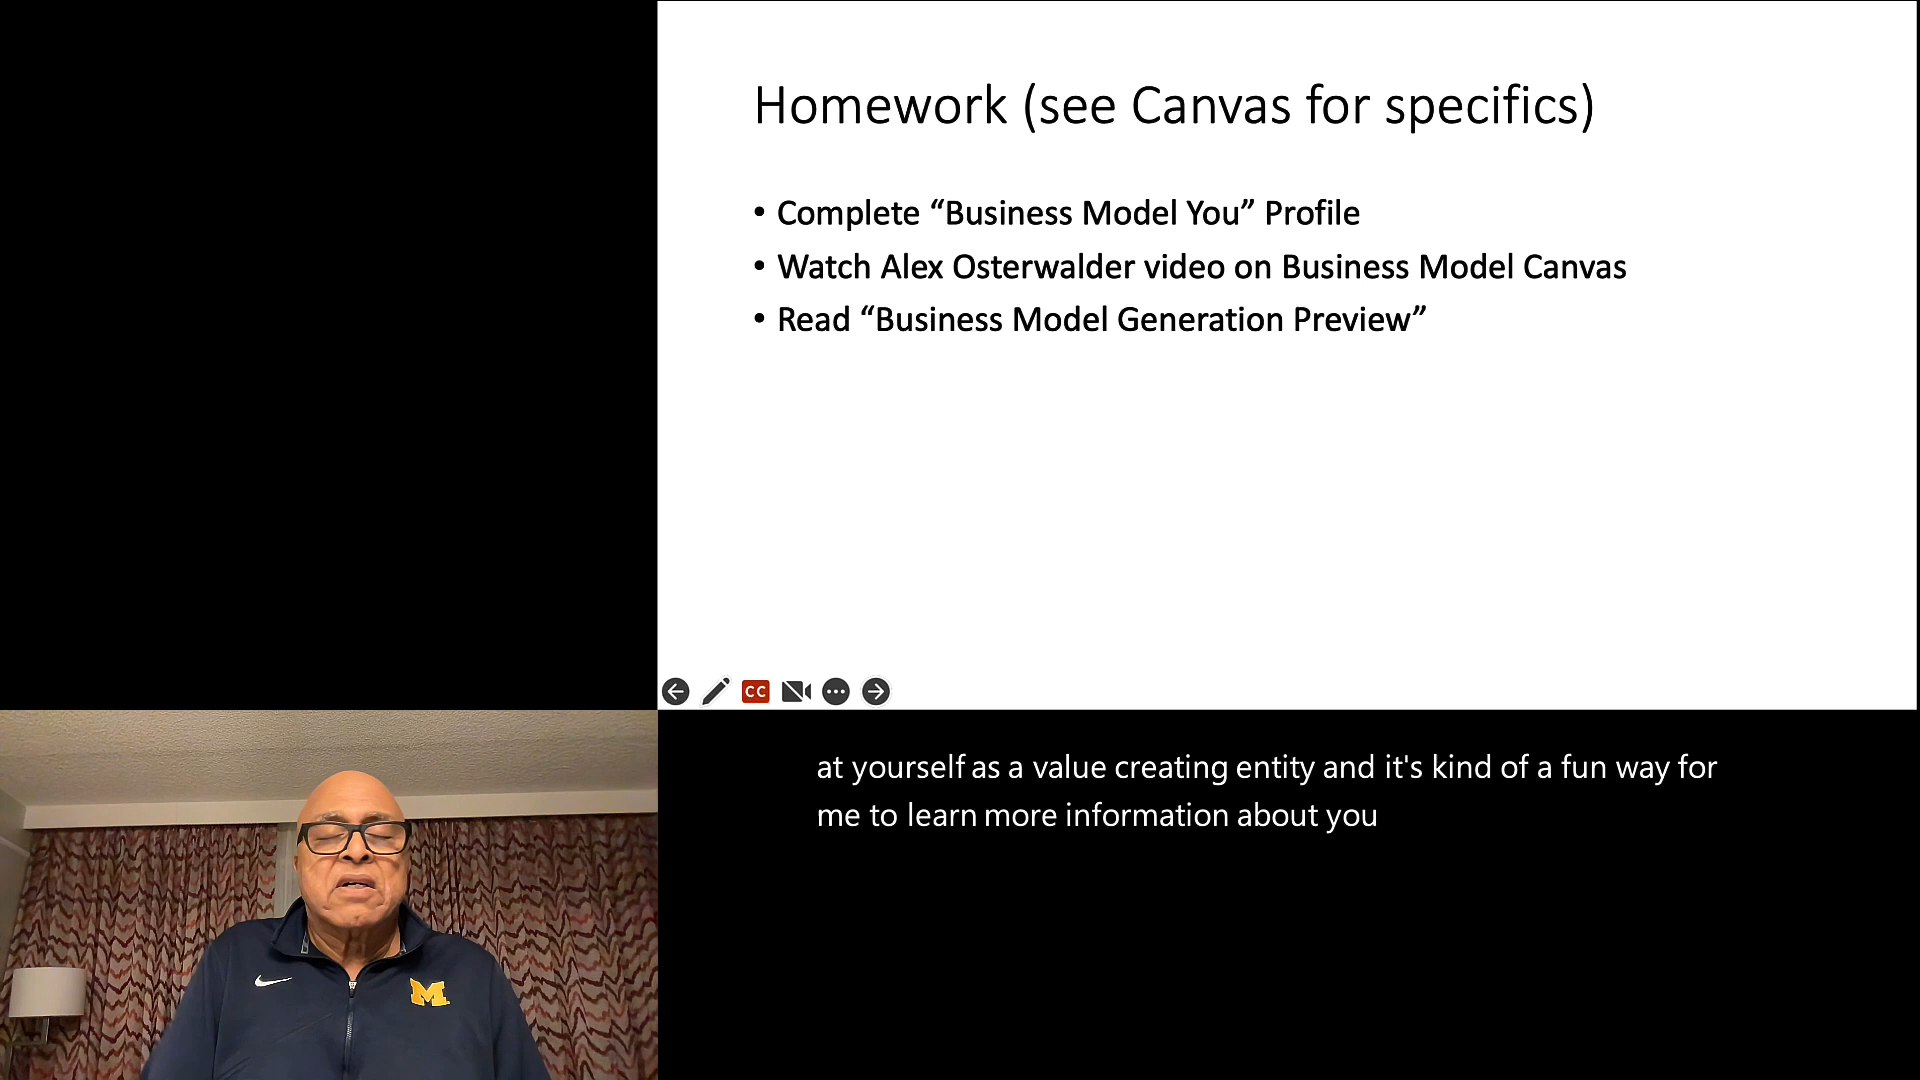 Homework (see Canvas for specifics)
• Complete “Business Model You” Profile
• Watch Alex Osterwalder video on Business Model Canvas
• Read “Business Model Generation Preview”
CC
at yourself as a value creating entity and it's kind of a fun way for
me to learn more information about you
M